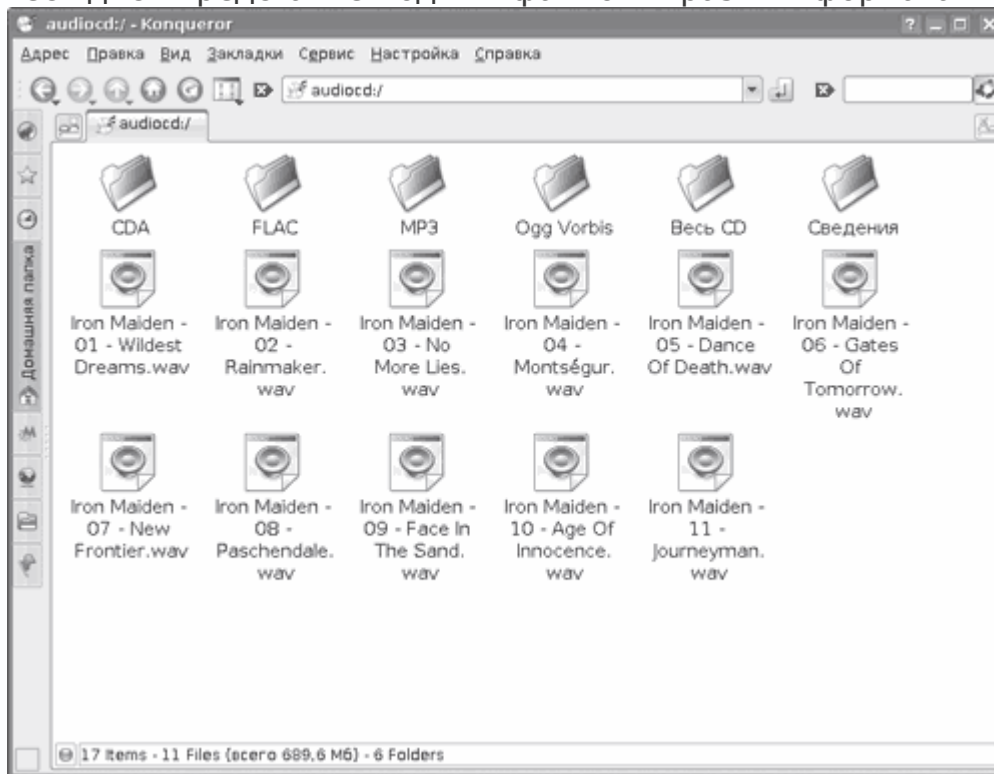 audiocd:/ - Konqueror
Адрес Правка Вид Закладки Сервис Настройка Справка
audiocd:/
audiocd:/
Домашняя папка
CDA FLAC MP3 Ogg Vorbis Весь CD Сведения
Iron Maiden - Iron Maiden - Iron Maiden - Iron Maiden - Iron Maiden - Iron Maiden -
01 - Wildest 02 - 03 - No 04 - 05 - Dance 06 - Gates
Dreams.wav Rainmaker. More Lies. Montségur. Of Death.wav Of
wav wav wav Tomorrow.
wav
Iron Maiden - Iron Maiden - Iron Maiden - Iron Maiden - Iron Maiden -
07 - New 08 - 09 - Face In 10 - Age Of 11 -
Frontier.wav Paschendale. The Sand. Innocence. Journeyman.
wav wav wav wav
17 Items - 11 Files (всего 689,6 Мб) - 6 Folders